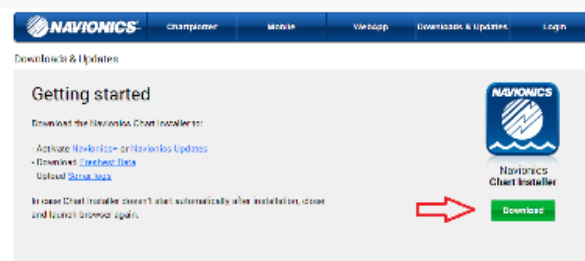 NAVIONICS Chartplotter Mobile WebApp Downloads & Updates Login
Downloads & Updates
Getting started
Download the Navionics Chart Installer to:
- Activate Navionics+ or Navionics Updates
- Download Freshest Data
- Upload Sonar logs
In case Chart Installer doesn't start automatically after installation, close
and launch browser again.
NAVIONICS
Navionics
Chart Installer
Download